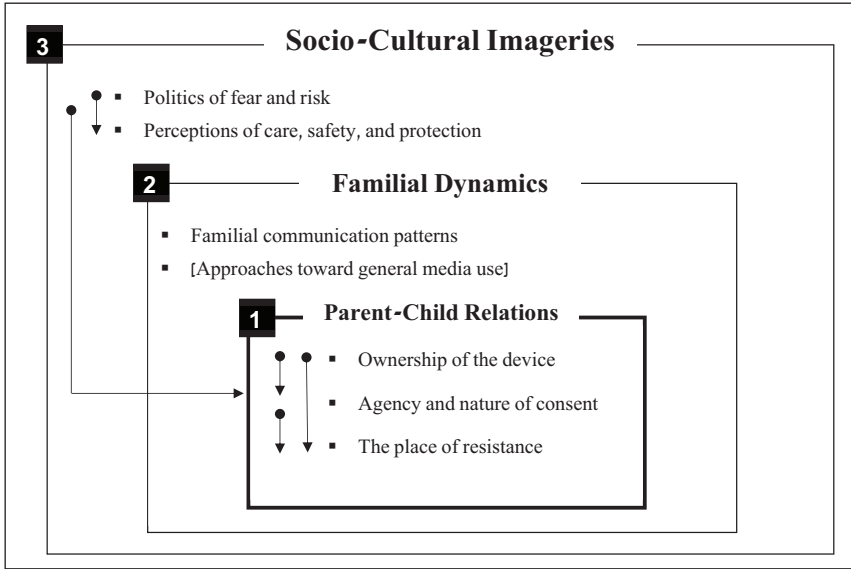 3
Socio-Cultural Imageries
▪ Politics of fear and risk
▪ Perceptions of care, safety, and protection
2
Familial Dynamics
▪ Familial communication patterns
▪ [Approaches toward general media use]
1
Parent-Child Relations
▪ Ownership of the device
▪ Agency and nature of consent
▪ The place of resistance